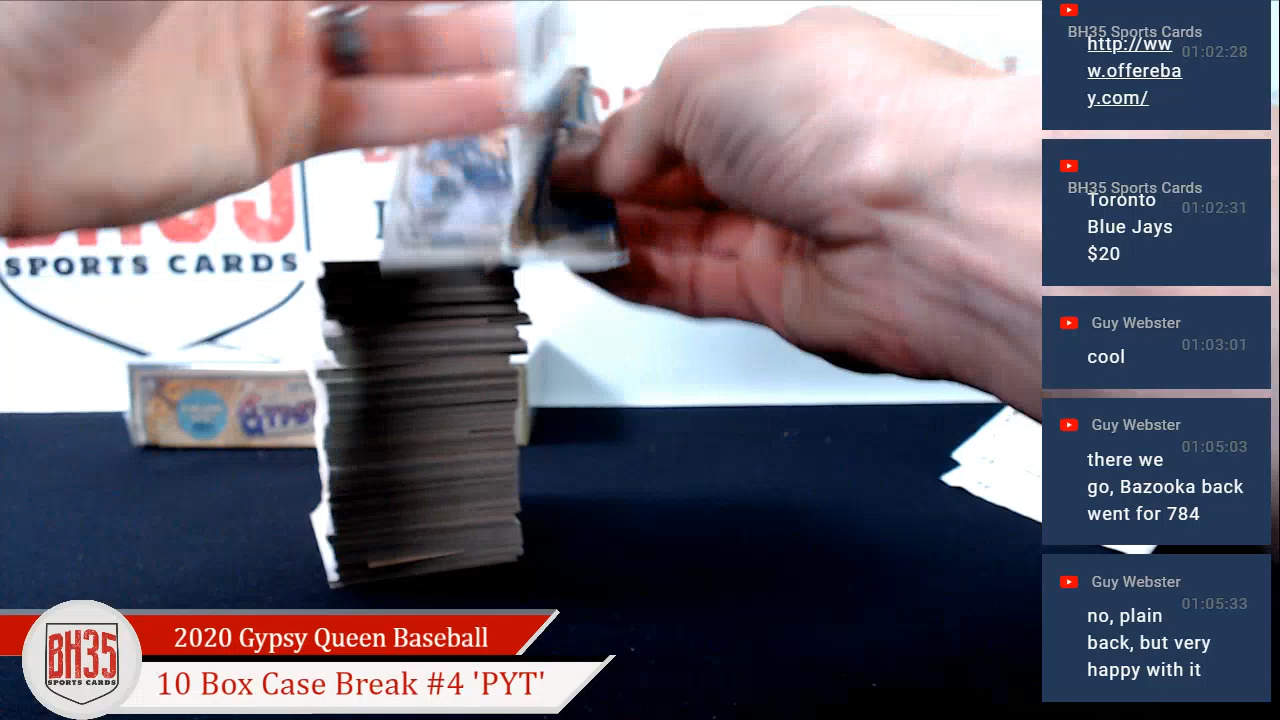 BH35
SPORTS CARDS
2020 Gypsy Queen Baseball
10 Box Case Break #4 'PYT'
BH35
SPORTS CARDS
BH35 Sports Cards
01:02:28
http://ww
w.offereba
y.com/
BH35 Sports Cards
01:02:31
Toronto
Blue Jays
$20
Guy Webster
01:03:01
cool
Guy Webster
01:05:03
there we
go, Bazooka back
went for 784
Guy Webster
01:05:33
no, plain
back, but very
happy with it